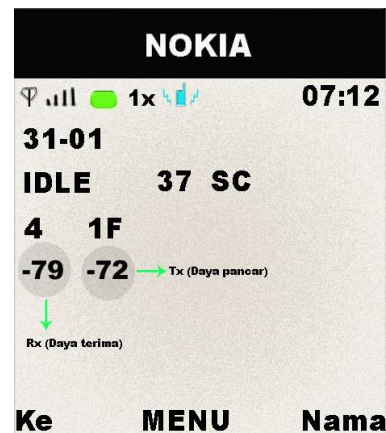 NOKIA
1x 07:12
31-01
IDLE 37 SC
4 1F
-79 -72 Tx (Daya pancar)
Rx (Daya terima)
Ke MENU Nama